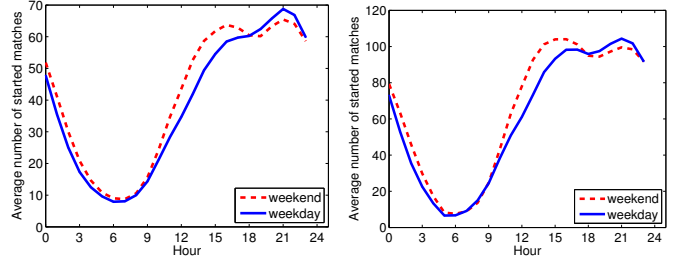 70
60
50
40
30
20
10
0
Average number of started matches
0 3 6 9 12 15 18 21 24
Hour
weekend
weekday
120
100
80
60
40
20
0
Average number of started matches
0 3 6 9 12 15 18 21 24
Hour
weekend
weekday